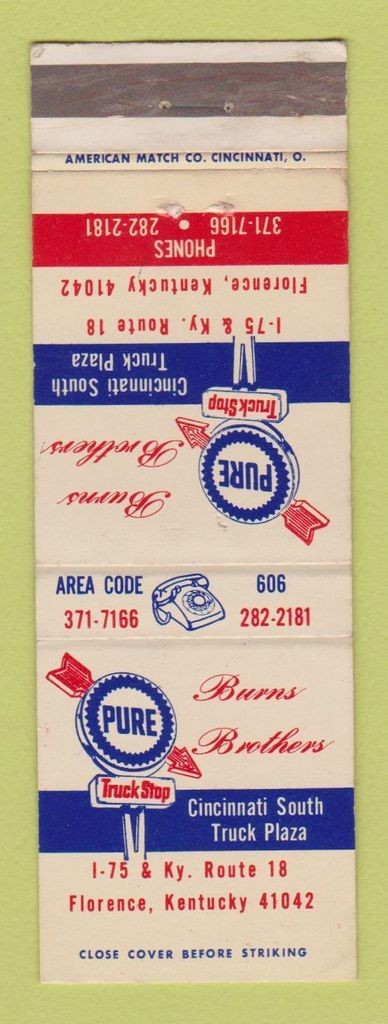 AMERICAN MATCH CO. CINCINNATI, O.
PHONES
371-7166 • 282-2181
Florence, Kentucky 41042
I-75 & Ky. Route 18
Cincinnati South
Truck Plaza
Truck Stop
PURE
Burns
Brothers
AREA CODE 606
371-7166 282-2181
PURE
Burns
Brothers
Truck Stop
Cincinnati South
Truck Plaza
I-75 & Ky. Route 18
Florence, Kentucky 41042
CLOSE COVER BEFORE STRIKING